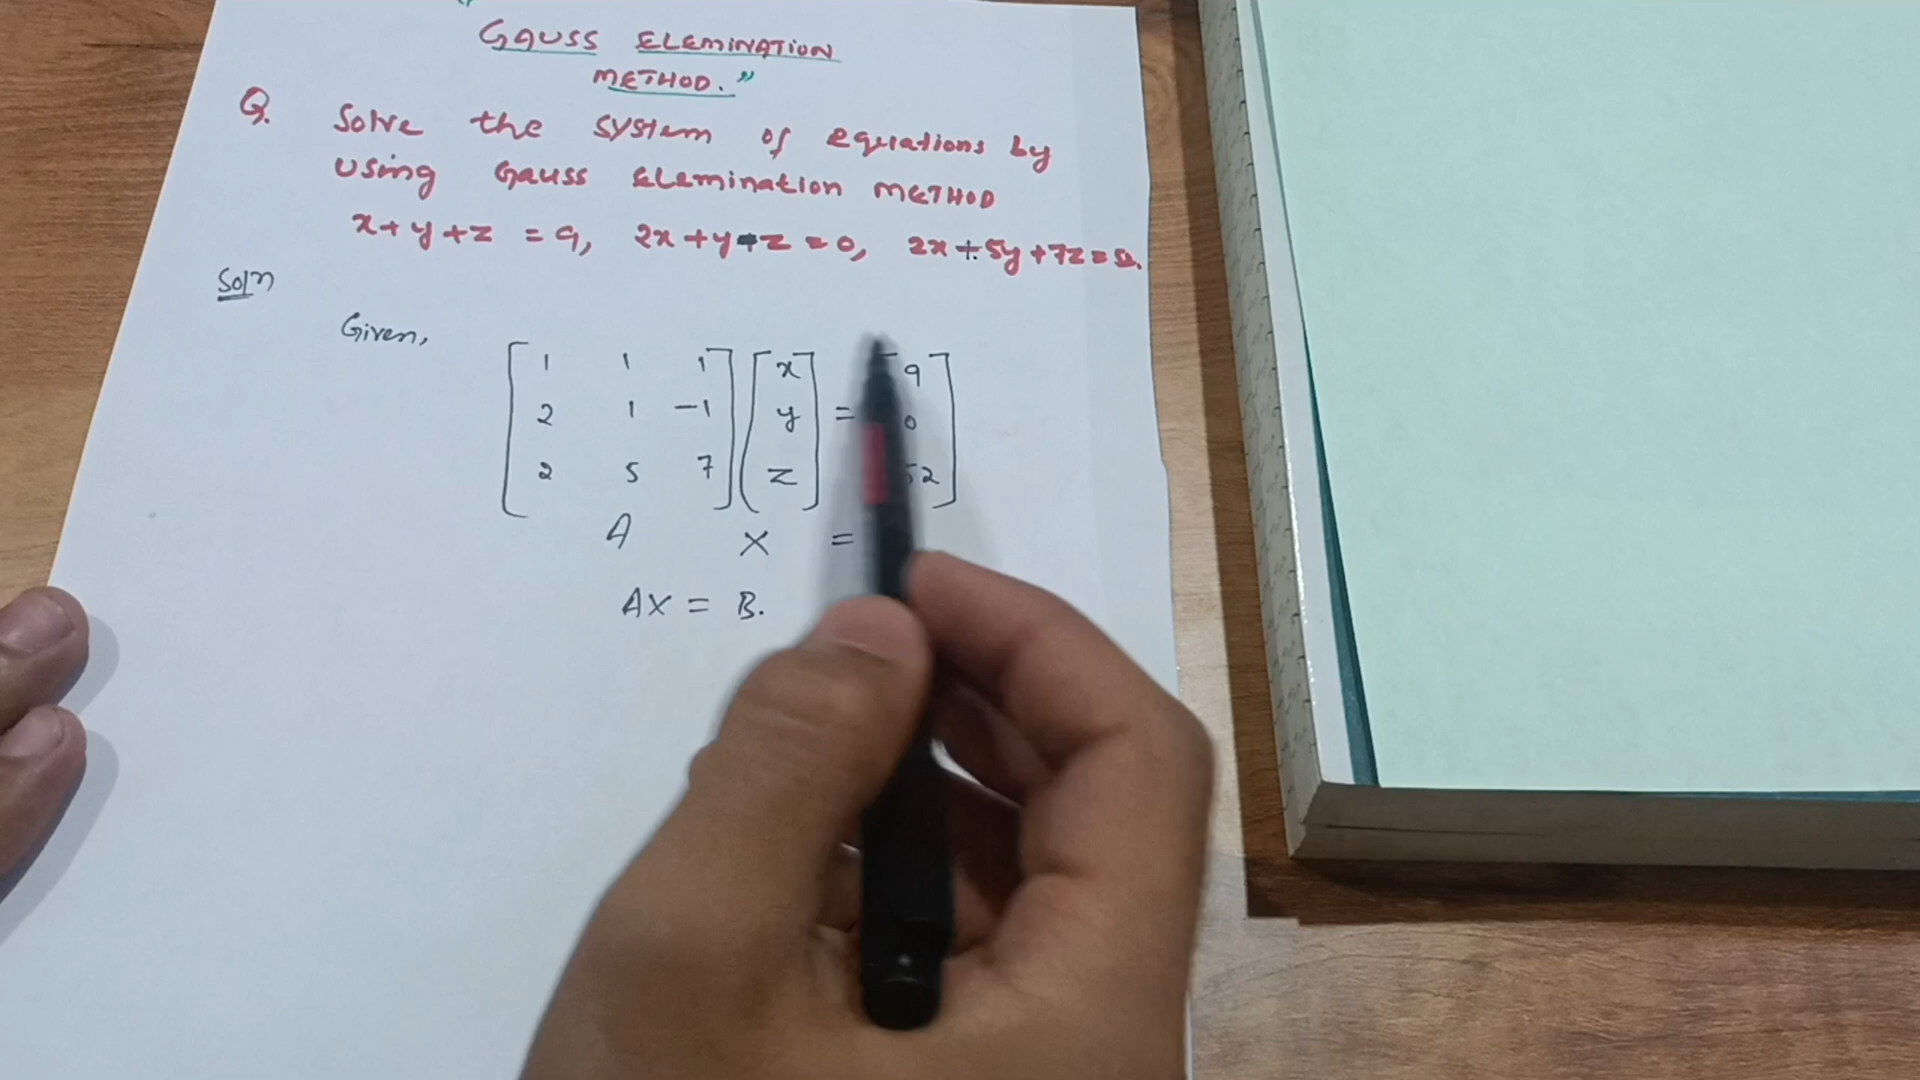 "GAUSS ELEMINATION
METHOD."
Q. Solve the system of equations by
using Gauss Elemination METHOD
x+y+z = 9, 2x+y-z=0, 2x+5y+7z=52.
Soln
Given,
[1 1 1] [x] = [9]
[2 1 -1] [y] [0]
[2 5 7] [z] [52]
A X =
AX = B.